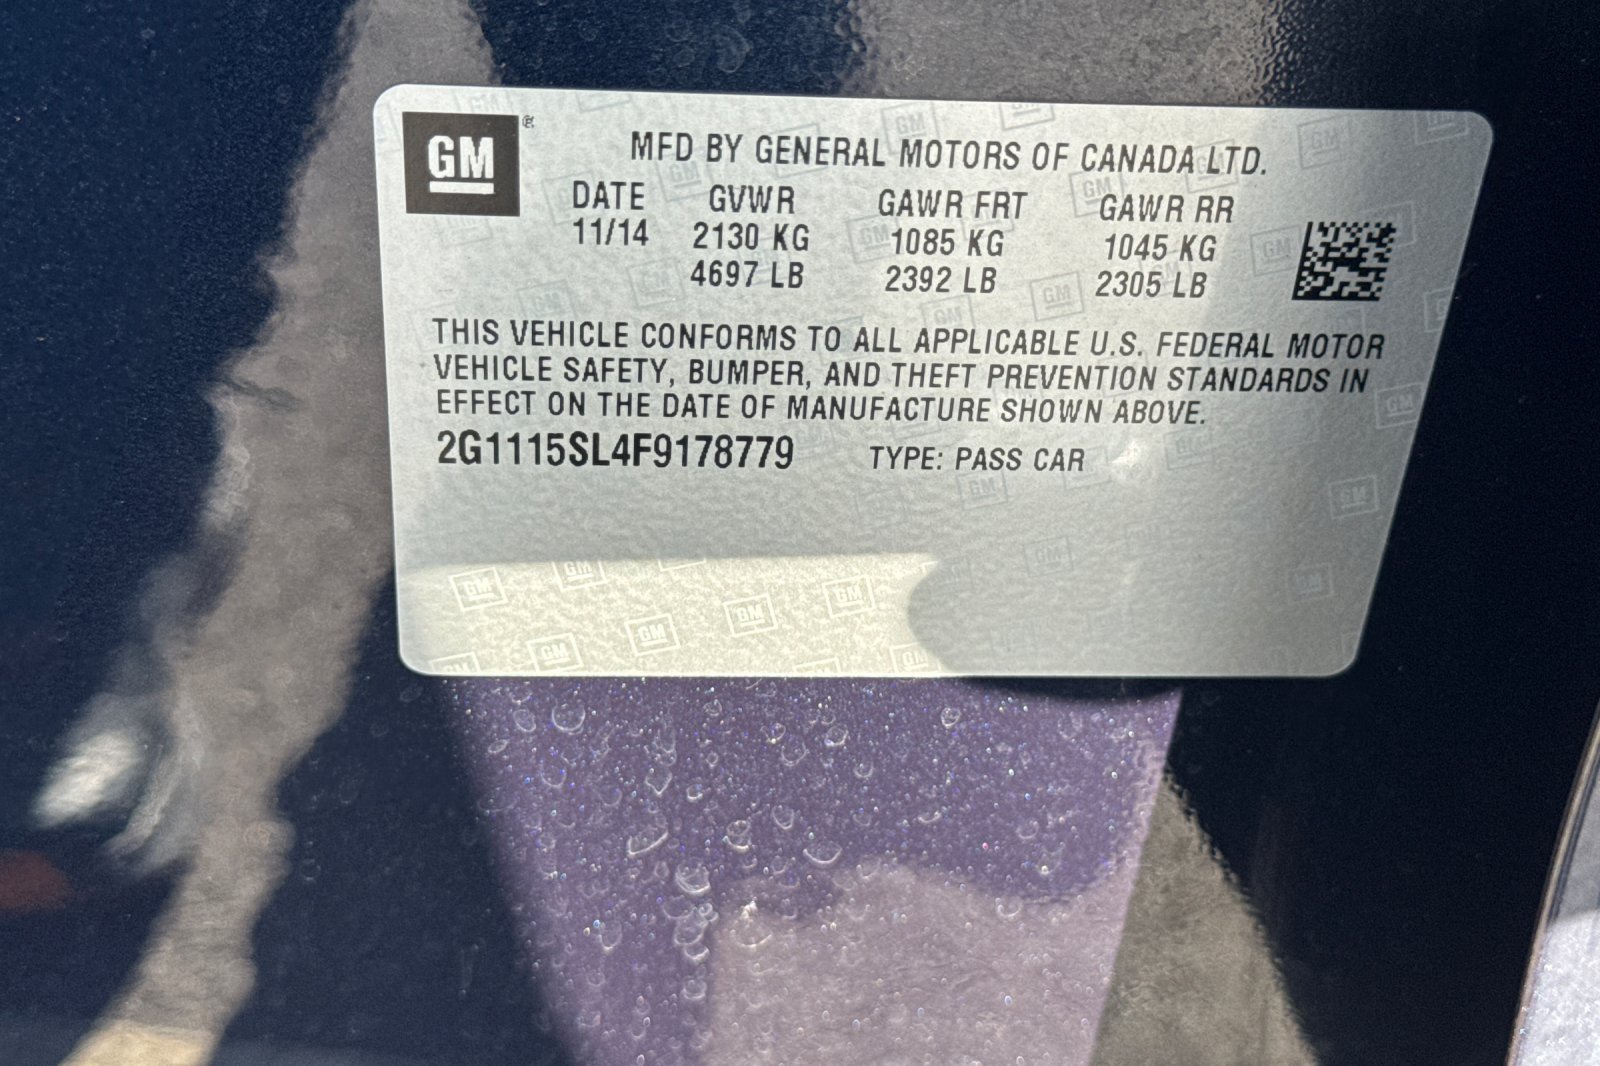 GM
MFD BY GENERAL MOTORS OF CANADA LTD.
DATE GVWR GAWR FRT GAWR RR
11/14 2130 KG 1085 KG 1045 KG
4697 LB 2392 LB 2305 LB
THIS VEHICLE CONFORMS TO ALL APPLICABLE U.S. FEDERAL MOTOR
VEHICLE SAFETY, BUMPER, AND THEFT PREVENTION STANDARDS IN
EFFECT ON THE DATE OF MANUFACTURE SHOWN ABOVE.
2G1115SL4F9178779 TYPE: PASS CAR